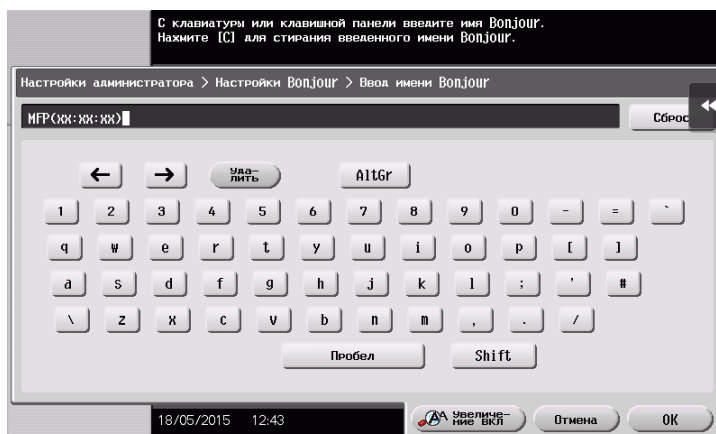 С клавиатуры или клавишной панели введите имя Bonjour.
Нажмите [C] для стирания введенного имени Bonjour.
Настройки администратора > Настройки Bonjour > Ввод имени Bonjour
MFP(xx:xx:xx)
Сброс
← → Уда-
лить AltGr
1 2 3 4 5 6 7 8 9 0 - = `
q w e r t y u i o p [ ]
a s d f g h j k l ; ' #
\ z x c v b n m , . /
Пробел Shift
18/05/2015 12:43
Увеличе-
ние вкл
Отмена
OK